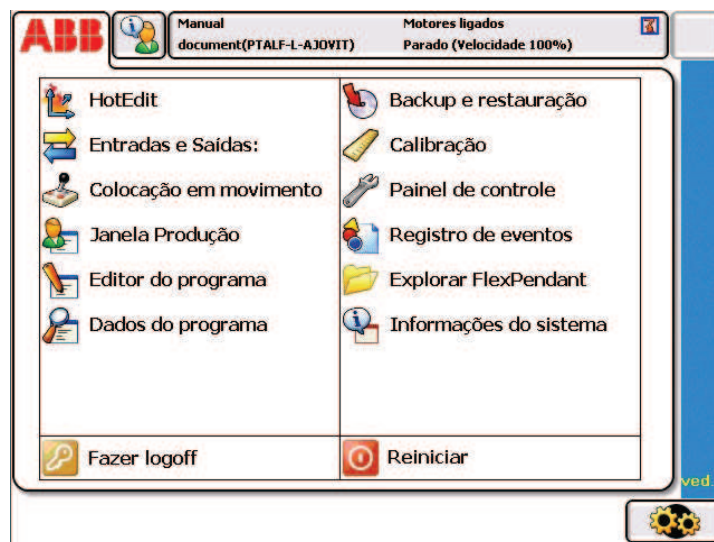 ABB
Manual
document(PTALF-L-AJOVIT)
Motores ligados
Parado (Velocidade 100%)
HotEdit
Entradas e Saídas:
Colocação em movimento
Janela Produção
Editor do programa
Dados do programa
Backup e restauração
Calibração
Painel de controle
Registro de eventos
Explorar FlexPendant
Informações do sistema
Fazer logoff
Reiniciar
ved.